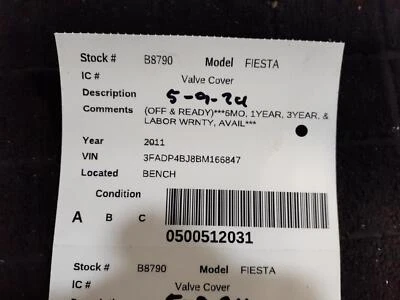 Stock # B8790 Model FIESTA
IC # Valve Cover
Description 5-9-24
Comments (OFF & READY)***6MO, 1YEAR, 3YEAR, &
LABOR WRNTY, AVAIL***
Year 2011
VIN 3FADP4BJ8BM166847
Located BENCH
Condition
A B C
0500512031
Stock # B8790 Model FIESTA
IC # Valve Cover
Description